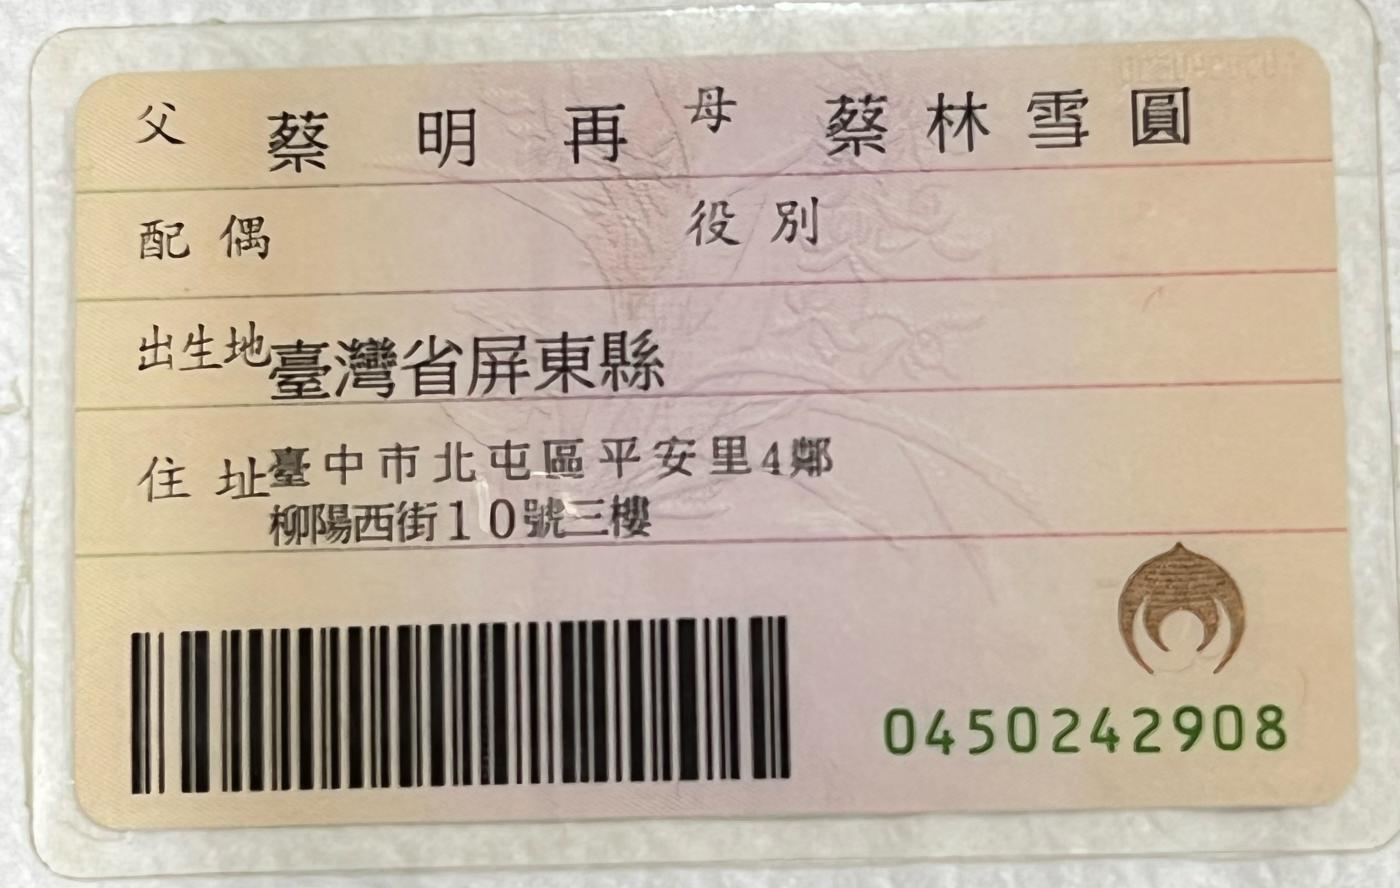 父 蔡明再 母 蔡林雪圓
配偶 役別
出生地 臺灣省屏東縣
住址 臺中市北屯區平安里4鄰
柳陽西街10號三樓
0450242908